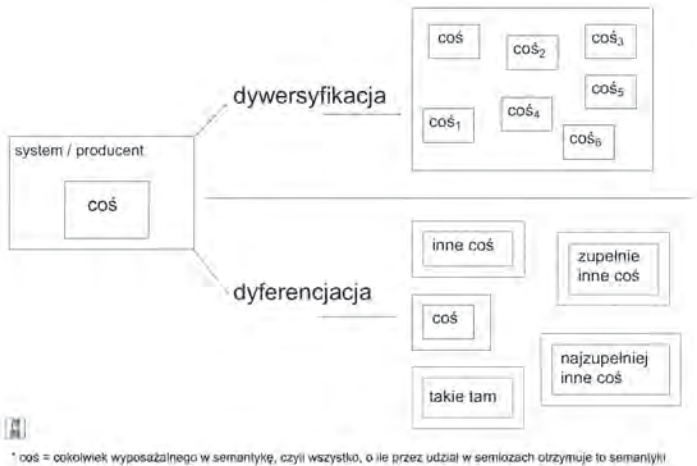 coś
coś₂
coś₃
coś₅
coś₁
coś₄
coś₆
dywersyfikacja
system / producent
coś
inne coś
zupełnie
inne coś
dyferencjacja
coś
najzupełniej
inne coś
takie tam
* coś = cokolwiek wyposażalnego w semantykę, czyli wszystko, o ile przez udział w semiozach otrzymuje to semantyki